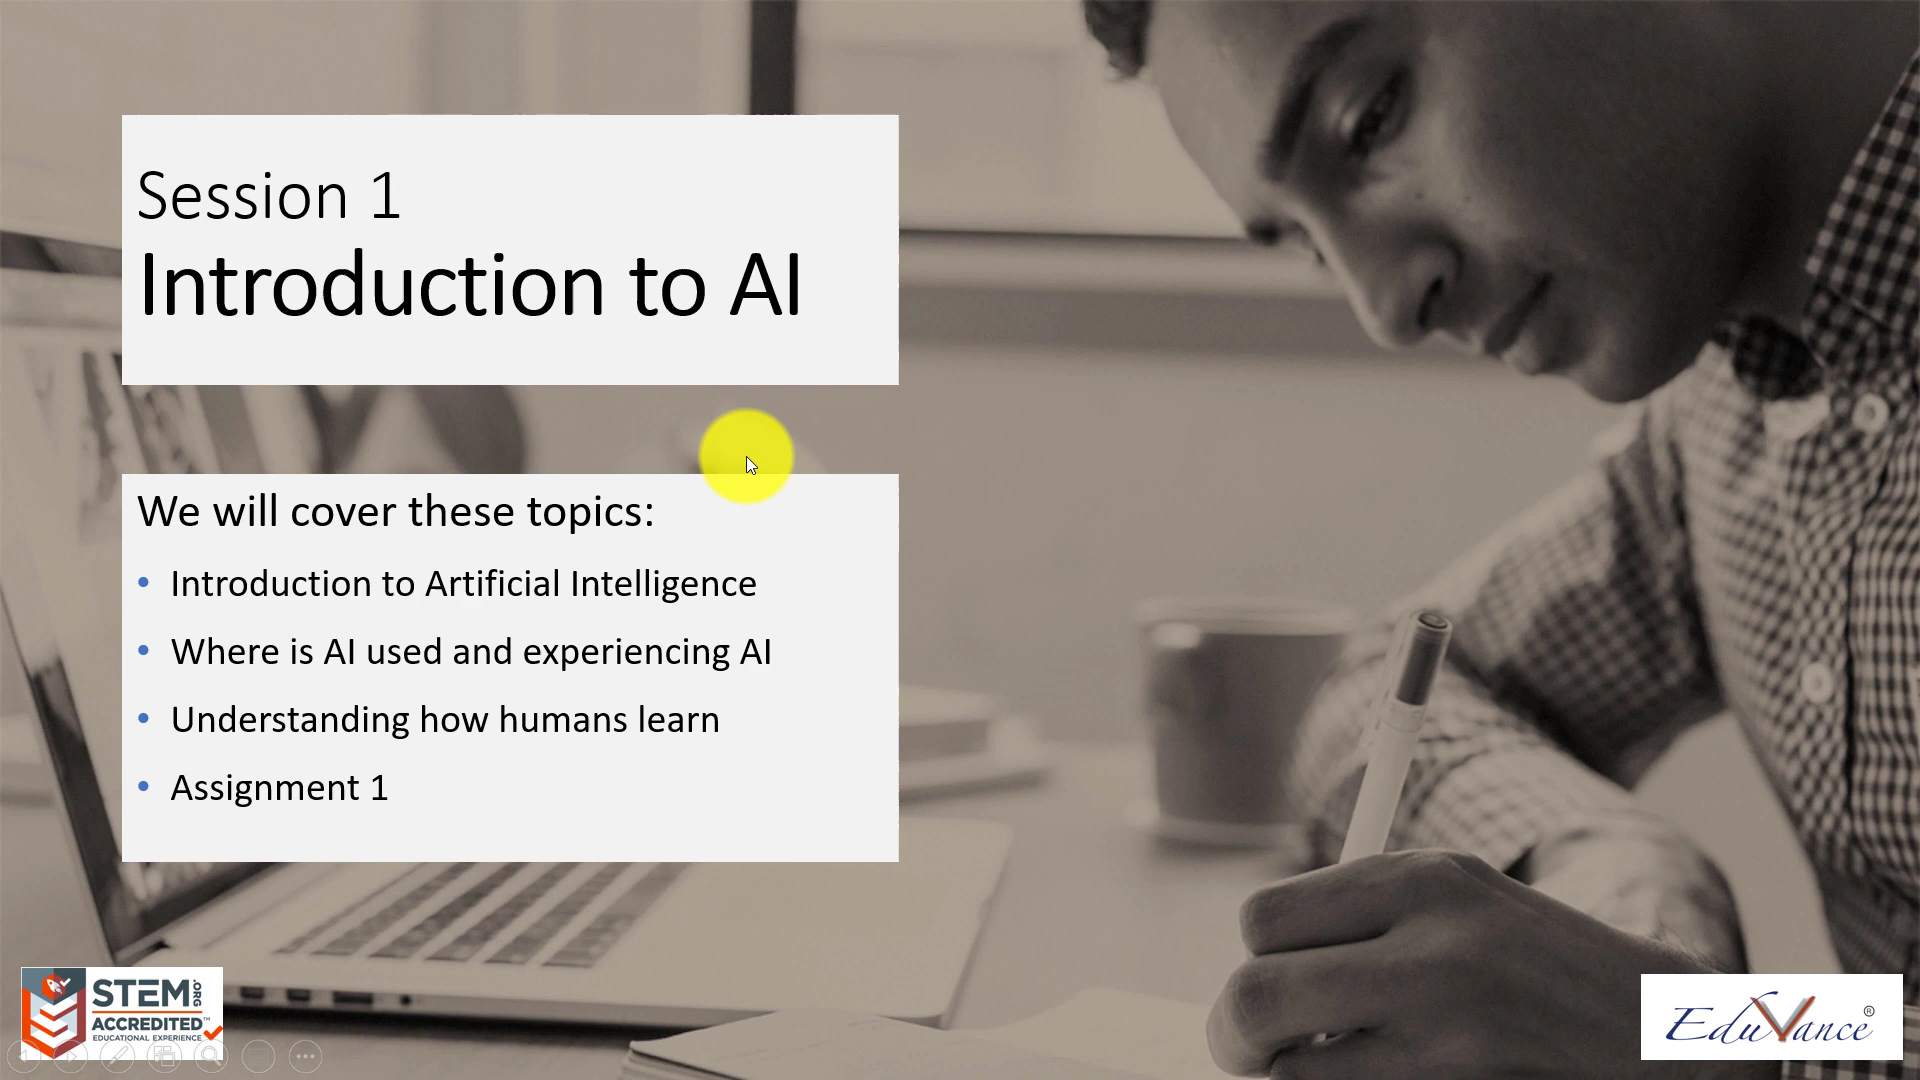 Session 1
Introduction to AI
We will cover these topics:
• Introduction to Artificial Intelligence
• Where is AI used and experiencing AI
• Understanding how humans learn
• Assignment 1
STEM.ORG
ACCREDITED™
EDUCATIONAL EXPERIENCE
EduVance®